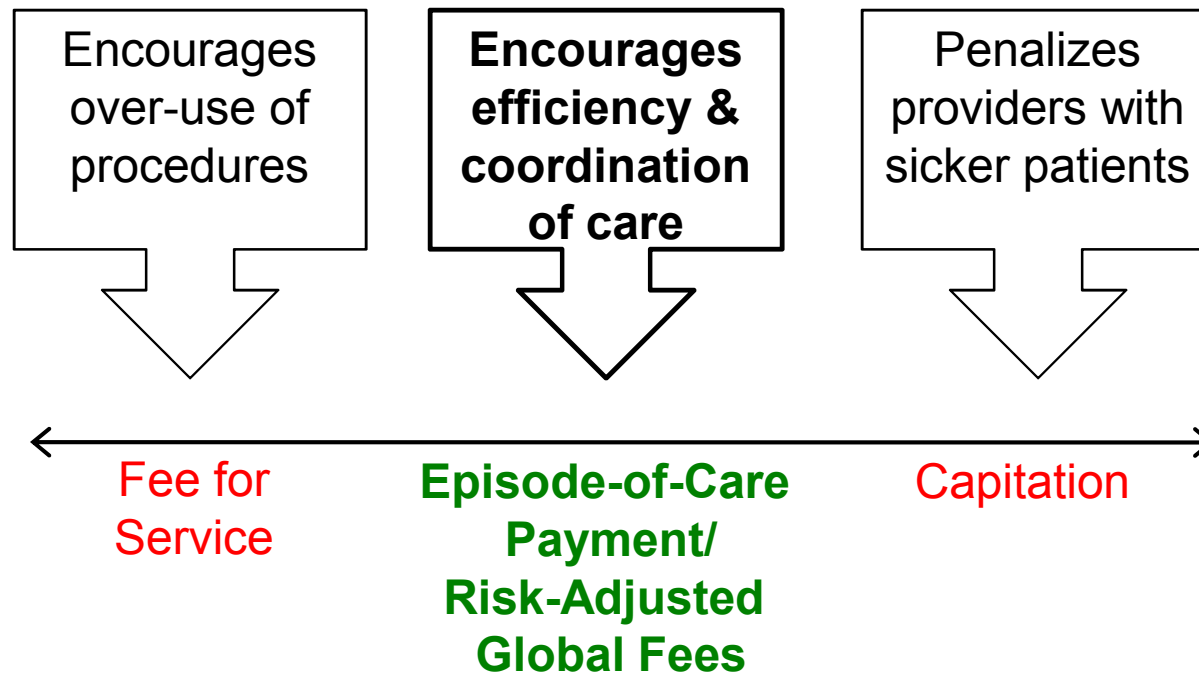 Encourages
over-use of
procedures
Encourages
efficiency &
coordination
of care
Penalizes
providers with
sicker patients
Fee for
Service
Episode-of-Care
Payment/
Risk-Adjusted
Global Fees
Capitation